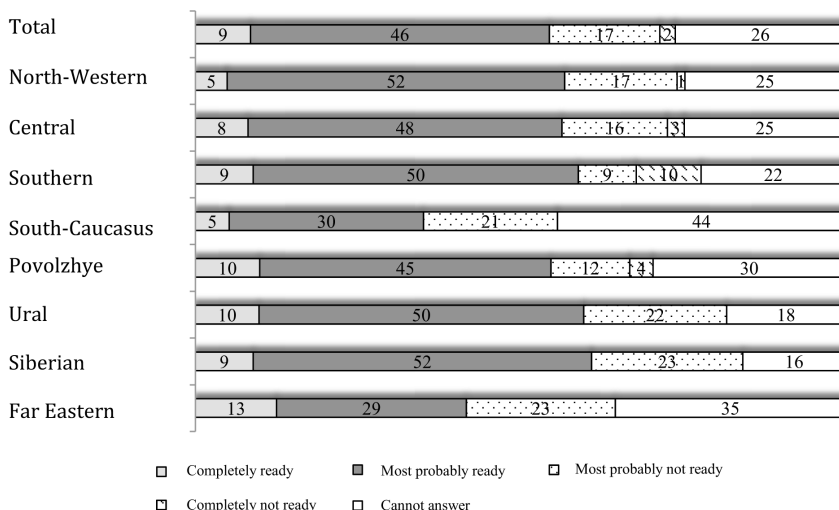 Total 9 46 17 2 26
North-Western 5 52 17 1 25
Central 8 48 16 3 25
Southern 9 50 9 10 22
South-Caucasus 5 30 21 44
Povolzhye 10 45 12 4 30
Ural 10 50 22 18
Siberian 9 52 23 16
Far Eastern 13 29 23 35
Completely ready Most probably ready Most probably not ready
Completely not ready Cannot answer